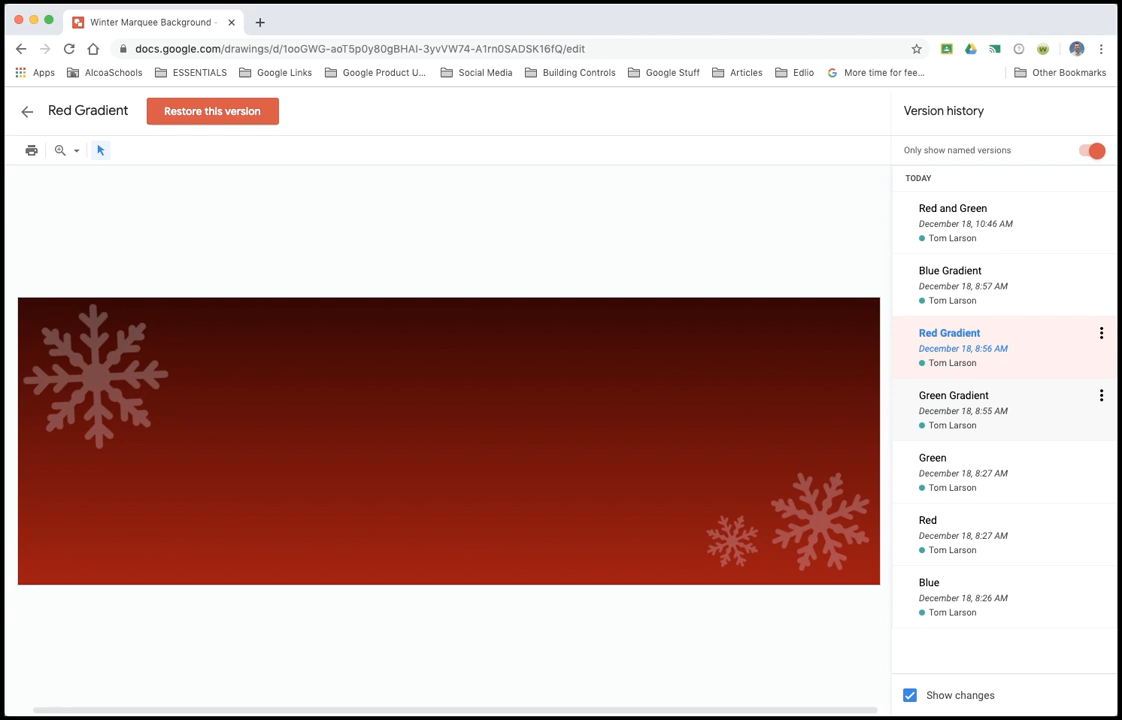 Winter Marquee Background -
docs.google.com/drawings/d/1ooGWG-aoT5p0y80gBHAI-3yvVW74-A1rn0SADSK16fQ/edit
Apps AlcoaSchools ESSENTIALS Google Links Google Product U... Social Media Building Controls Google Stuff Articles Edlio More time for fee... Other Bookmarks
Red Gradient Restore this version Version history
Only show named versions
TODAY
Red and Green
December 18, 10:46 AM
Tom Larson
Blue Gradient
December 18, 8:57 AM
Tom Larson
Red Gradient
December 18, 8:56 AM
Tom Larson
Green Gradient
December 18, 8:55 AM
Tom Larson
Green
December 18, 8:27 AM
Tom Larson
Red
December 18, 8:27 AM
Tom Larson
Blue
December 18, 8:26 AM
Tom Larson
Show changes